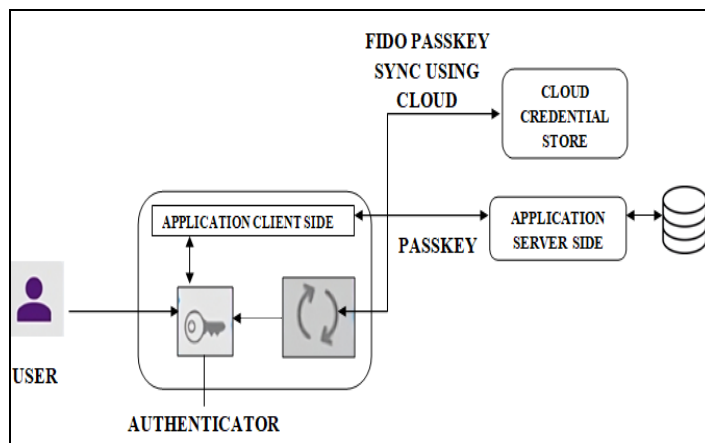 FIDO PASSKEY
SYNC USING
CLOUD
CLOUD
CREDENTIAL
STORE
APPLICATION CLIENT SIDE
PASSKEY
APPLICATION
SERVER SIDE
USER
AUTHENTICATOR